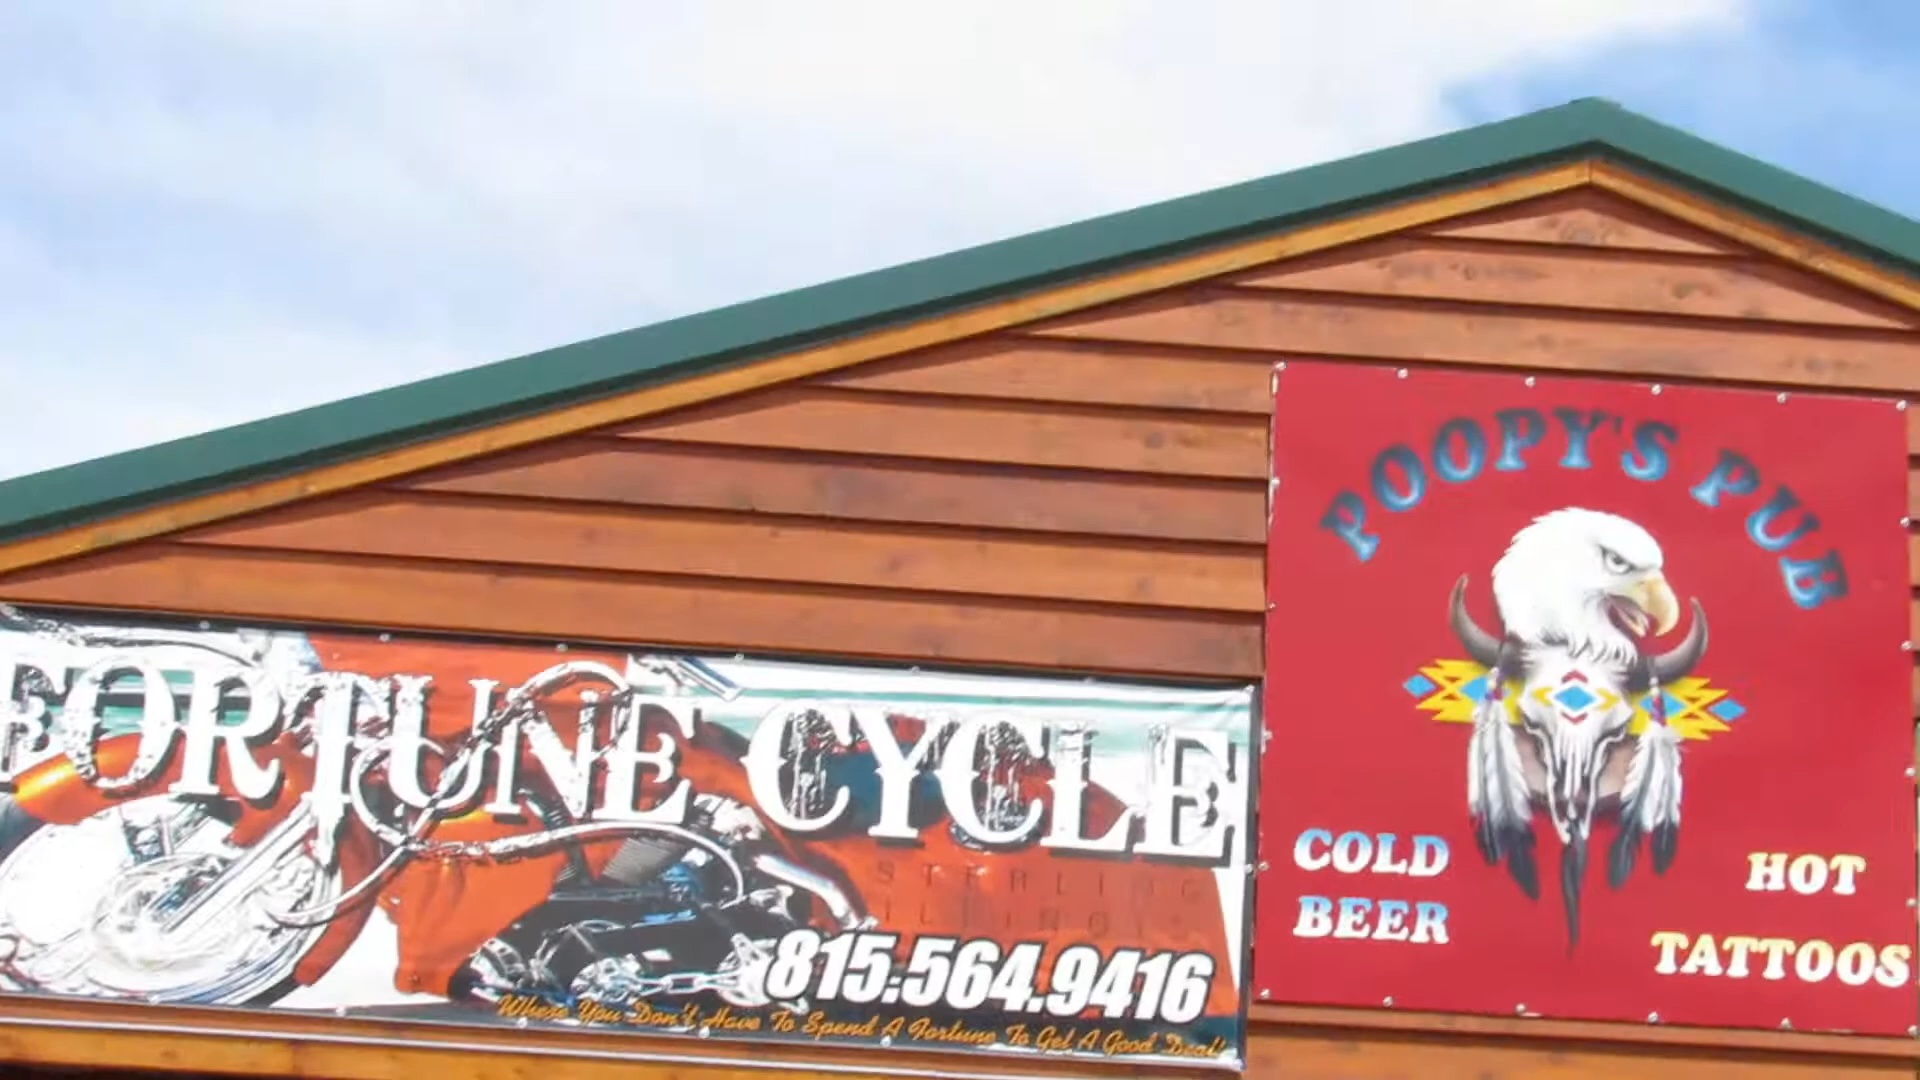 FORTUNE CYCLE
STERLING
ILLINOIS
815.564.9416
Where You Don't Have To Spend A Fortune To Get A Good Deal!
POOPY'S PUB
COLD
BEER
HOT
TATTOOS